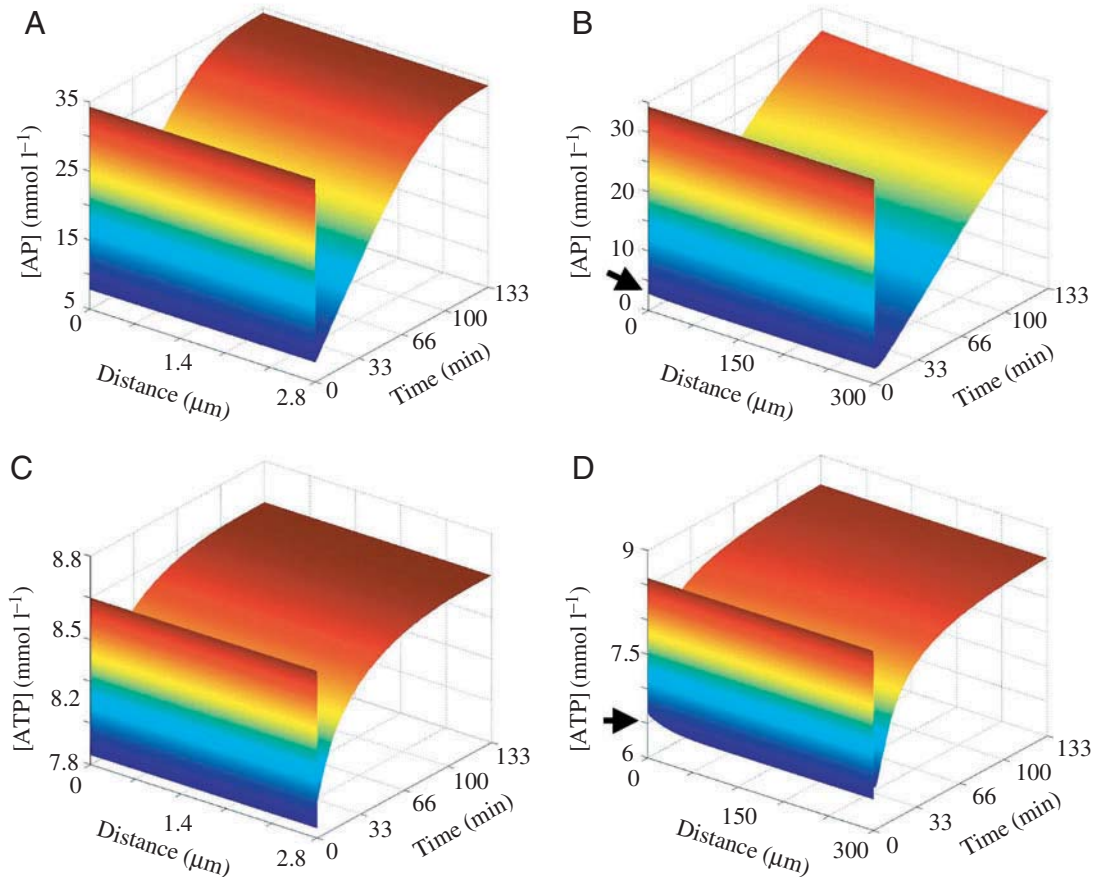 A
[AP] (mmol l⁻¹)
35
25
15
5
0
1.4
2.8
Distance (μm)
0
33
66
100
133
Time (min)
B
[AP] (mmol l⁻¹)
30
20
10
0
0
150
300
Distance (μm)
0
33
66
100
133
Time (min)
C
[ATP] (mmol l⁻¹)
8.8
8.5
8.2
7.8
0
1.4
2.8
Distance (μm)
0
33
66
100
133
Time (min)
D
[ATP] (mmol l⁻¹)
9
7.5
6
0
150
300
Distance (μm)
0
33
66
100
133
Time (min)